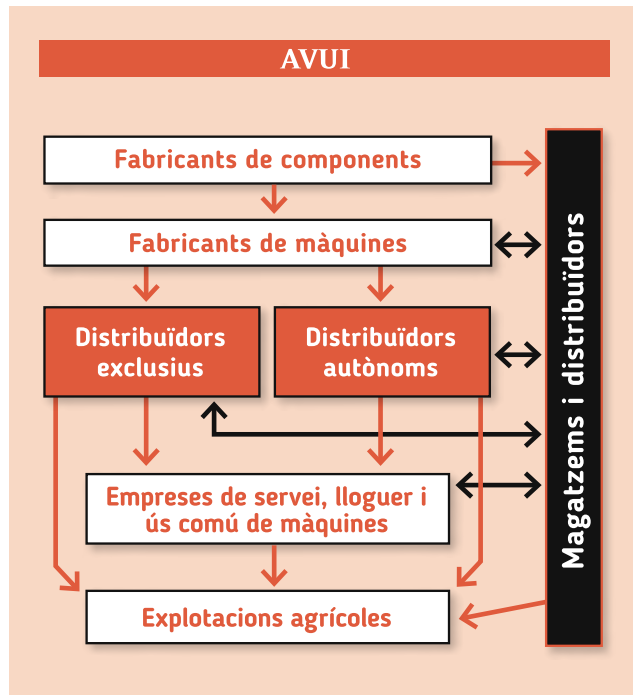 AVUI
Fabricants de components
Fabricants de màquines
Distribuïdors
exclusius
Distribuïdors
autònoms
Empreses de servei, lloguer i
ús comú de màquines
Explotacions agrícoles
Magatzems i distribuïdors